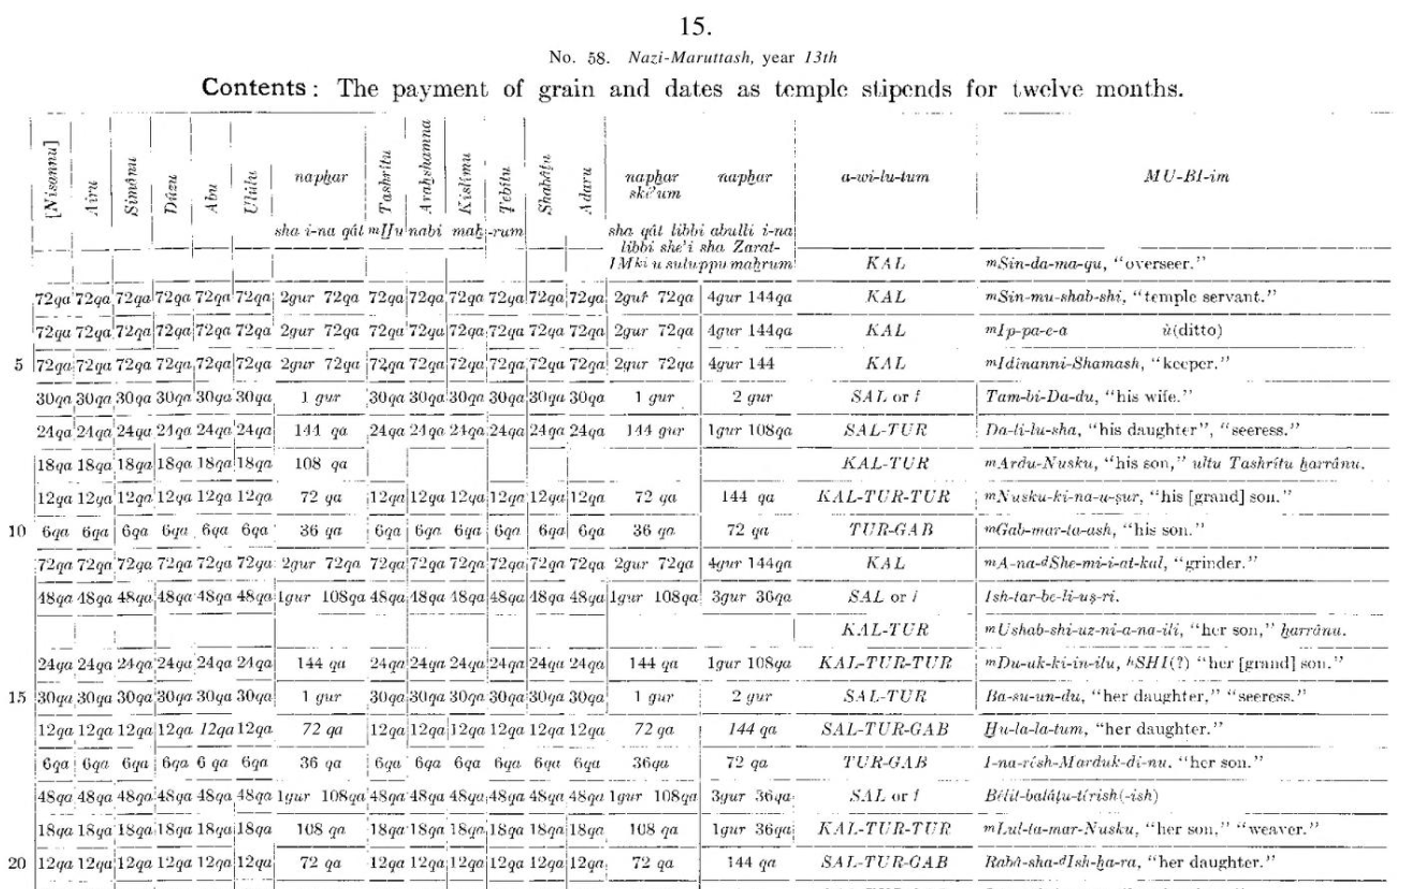 15.
No. 58. Nazi-Maruttash, year 13th
Contents: The payment of grain and dates as temple stipends for twelve months.
[Nisannu] Airu Simânu Dûzu Abu Ulûlu naphar Tashrîtu Araḫshamna Kislîmu Ṭebîtu Shabâṭu Adaru naphar naphar a-wi-lu-tum MU-BI-im
sha i-na qât mḪunabi maḫ-rum sha qât libbi abulli i-na
libbi she'i sha Zarat-
IMki u suluppu maḫrum KAL mSin-da-ma-qu, "overseer."
72qa 72qa 72qa 72qa 72qa 72qa 2gur 72qa 72qa 72qa 72qa 72qa 72qa 72qa 2gur 72qa 4gur 144qa KAL mSin-mu-shab-shi, "temple servant."
72qa 72qa 72qa 72qa 72qa 72qa 2gur 72qa 72qa 72qa 72qa 72qa 72qa 72qa 2gur 72qa 4gur 144qa KAL mIp-pa-e-a ù(ditto)
5 72qa 72qa 72qa 72qa 72qa 72qa 2gur 72qa 72qa 72qa 72qa 72qa 72qa 72qa 2gur 72qa 4gur 144 KAL mIdinanni-Shamash, "keeper."
30qa 30qa 30qa 30qa 30qa 30qa 1 gur 30qa 30qa 30qa 30qa 30qa 30qa 1 gur 2 gur SAL or f Tam-bi-Da-du, "his wife."
24qa 24qa 24qa 24qa 24qa 24qa 144 qa 24qa 24qa 24qa 24qa 24qa 24qa 144 gur 1gur 108qa SAL-TUR Da-li-lu-sha, "his daughter", "seeress."
18qa 18qa 18qa 18qa 18qa 18qa 108 qa KAL-TUR mArdu-Nusku, "his son," ultu Tashrîtu ḫarrânu.
12qa 12qa 12qa 12qa 12qa 12qa 72 qa 12qa 12qa 12qa 12qa 12qa 12qa 72 qa 144 qa KAL-TUR-TUR mNusku-ki-na-u-ṣur, "his [grand] son."
10 6qa 6qa 6qa 6qa 6qa 6qa 36 qa 6qa 6qa 6qa 6qa 6qa 6qa 36 qa 72 qa TUR-GAB mGab-mar-ta-ash, "his son."
72qa 72qa 72qa 72qa 72qa 72qa 2gur 72qa 72qa 72qa 72qa 72qa 72qa 72qa 2gur 72qa 4gur 144qa KAL mA-na-dShe-mi-i-at-kal, "grinder."
48qa 48qa 48qa 48qa 48qa 48qa 1gur 108qa 48qa 48qa 48qa 48qa 48qa 48qa 1gur 108qa 3gur 36qa SAL or f Ish-tar-be-li-uṣ-ri.
KAL-TUR mUshab-shi-uz-ni-a-na-ili, "her son," ḫarrânu.
24qa 24qa 24qa 24qa 24qa 24qa 144 qa 24qa 24qa 24qa 24qa 24qa 24qa 144 qa 1gur 108qa KAL-TUR-TUR mDu-uk-ki-in-ilu, hSHI(?) "her [grand] son."
15 30qa 30qa 30qa 30qa 30qa 30qa 1 gur 30qa 30qa 30qa 30qa 30qa 30qa 1 gur 2 gur SAL-TUR Ba-su-un-du, "her daughter," "seeress."
12qa 12qa 12qa 12qa 12qa 12qa 72 qa 12qa 12qa 12qa 12qa 12qa 12qa 72 qa 144 qa SAL-TUR-GAB Ḫu-la-la-tum, "her daughter."
6qa 6qa 6qa 6qa 6 qa 6qa 36 qa 6qa 6qa 6qa 6qa 6qa 6qa 36qa 72 qa TUR-GAB I-na-rîsh-Marduk-di-nu, "her son."
48qa 48qa 48qa 48qa 48qa 48qa 1gur 108qa 48qa 48qa 48qa 48qa 48qa 48qa 1gur 108qa 3gur 36qa SAL or f Bêlit-balâṭu-tîrish(-ish)
18qa 18qa 18qa 18qa 18qa 18qa 108 qa 18qa 18qa 18qa 18qa 18qa 18qa 108 qa 1gur 36qa KAL-TUR-TUR mLul-ta-mar-Nusku, "her son," "weaver."
20 12qa 12qa 12qa 12qa 12qa 12qa 72 qa 12qa 12qa 12qa 12qa 12qa 12qa 72 qa 144 qa SAL-TUR-GAB Rabâ-sha-dIsh-ḫa-ra, "her daughter."